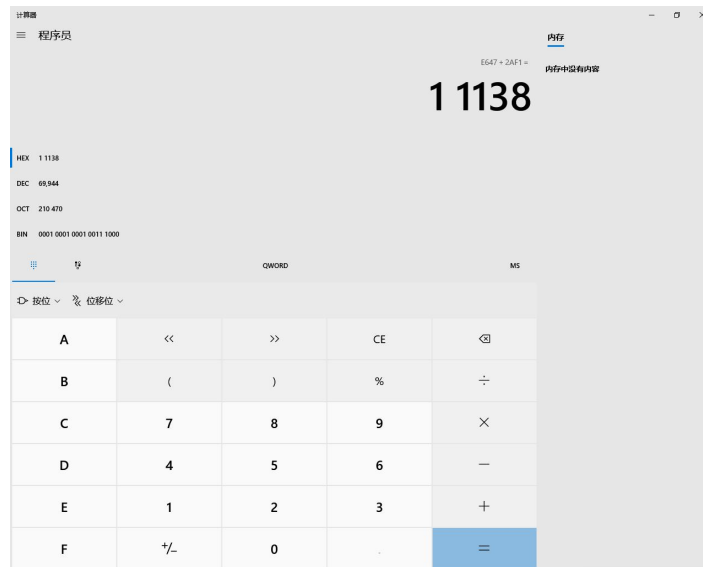 计算器
程序员
内存
E647 + 2AF1 =
内存中没有内容
1 1138
HEX 1 1138
DEC 69,944
OCT 210 470
BIN 0001 0001 0001 0011 1000
QWORD MS
按位 位移位
A << >> CE
B ( ) % ÷
C 7 8 9 ×
D 4 5 6 −
E 1 2 3 +
F +/− 0 . =